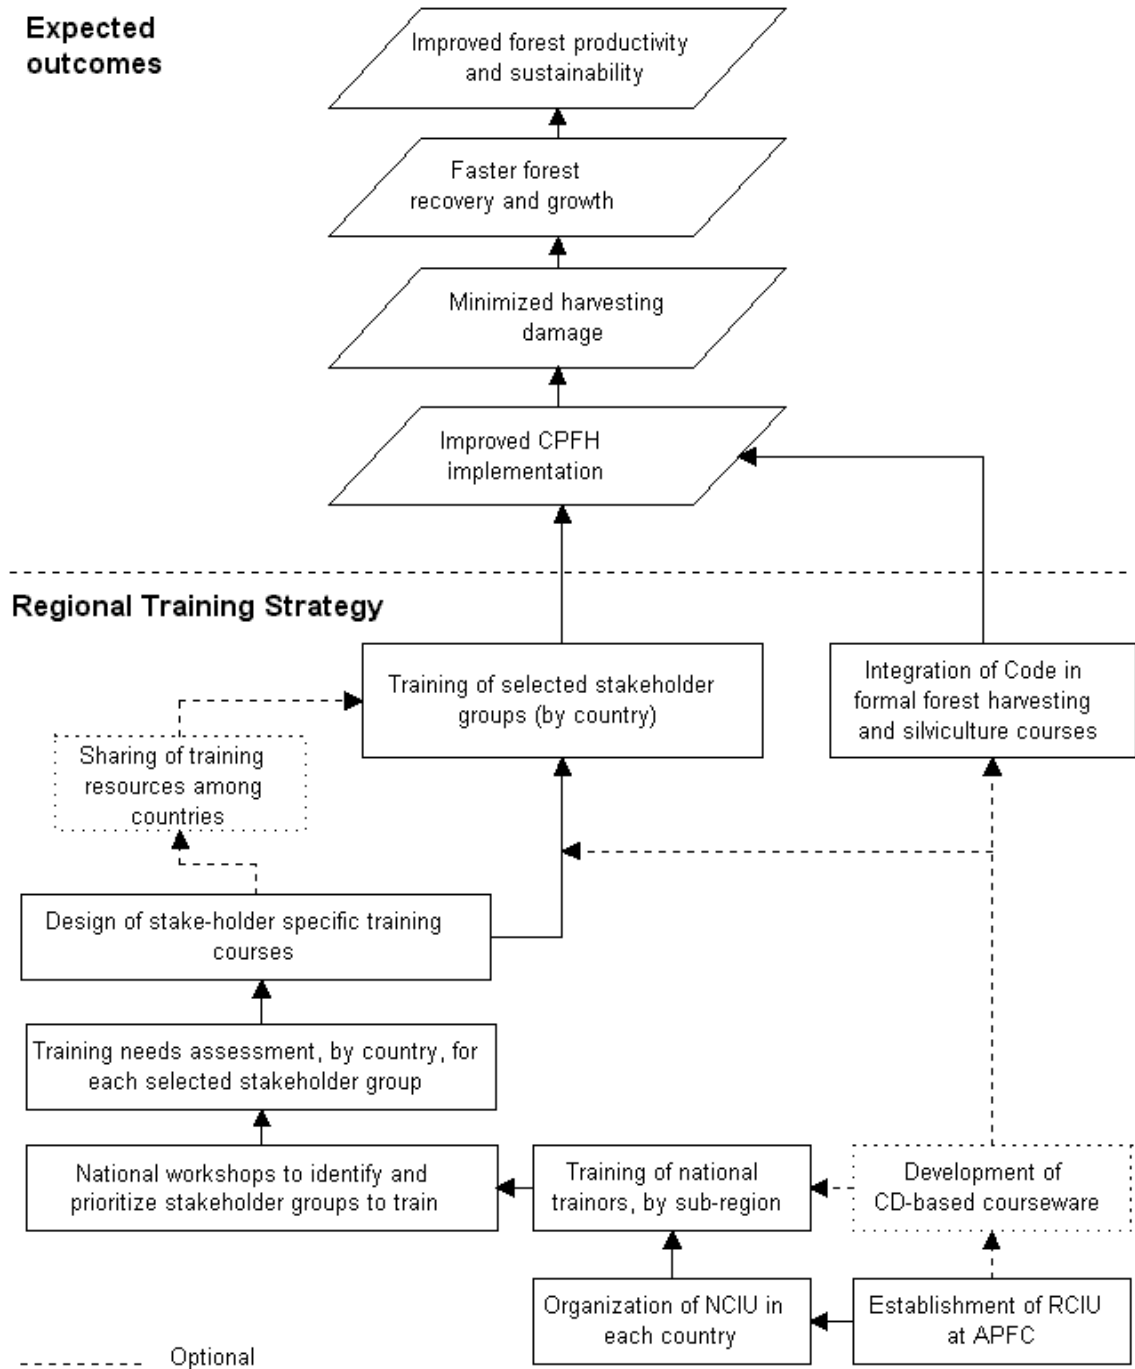 Expected
outcomes
Improved forest productivity
and sustainability
Faster forest
recovery and growth
Minimized harvesting
damage
Improved CPFH
implementation
Regional Training Strategy
Training of selected stakeholder
groups (by country)
Integration of Code in
formal forest harvesting
and silviculture courses
Sharing of training
resources among
countries
Design of stake-holder specific training
courses
Training needs assessment, by country, for
each selected stakeholder group
National workshops to identify and
prioritize stakeholder groups to train
Training of national
trainors, by sub-region
Development of
CD-based courseware
Organization of NCIU in
each country
Establishment of RCIU
at APFC
Optional